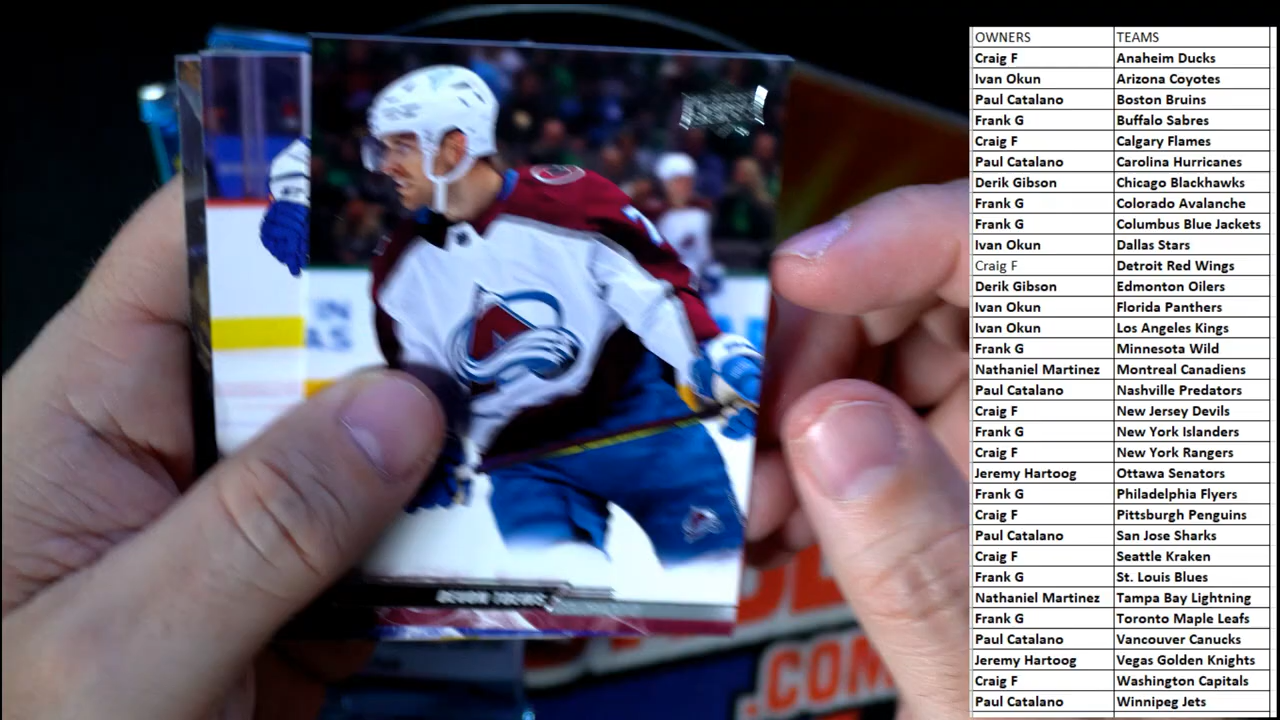 OWNERS TEAMS
Craig F Anaheim Ducks
Ivan Okun Arizona Coyotes
Paul Catalano Boston Bruins
Frank G Buffalo Sabres
Craig F Calgary Flames
Paul Catalano Carolina Hurricanes
Derik Gibson Chicago Blackhawks
Frank G Colorado Avalanche
Frank G Columbus Blue Jackets
Ivan Okun Dallas Stars
Craig F Detroit Red Wings
Derik Gibson Edmonton Oilers
Ivan Okun Florida Panthers
Ivan Okun Los Angeles Kings
Frank G Minnesota Wild
Nathaniel Martinez Montreal Canadiens
Paul Catalano Nashville Predators
Craig F New Jersey Devils
Frank G New York Islanders
Craig F New York Rangers
Jeremy Hartoog Ottawa Senators
Frank G Philadelphia Flyers
Craig F Pittsburgh Penguins
Paul Catalano San Jose Sharks
Craig F Seattle Kraken
Frank G St. Louis Blues
Nathaniel Martinez Tampa Bay Lightning
Frank G Toronto Maple Leafs
Paul Catalano Vancouver Canucks
Jeremy Hartoog Vegas Golden Knights
Craig F Washington Capitals
Paul Catalano Winnipeg Jets
DEVON TOEWS
.COM